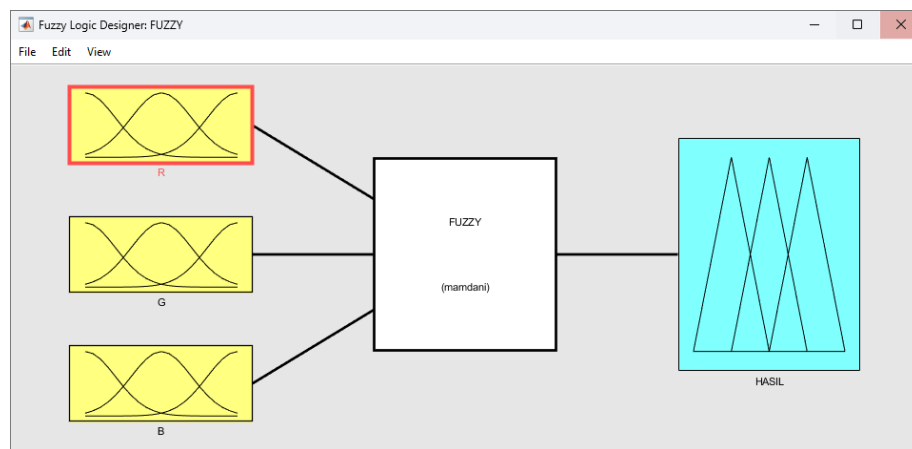 Fuzzy Logic Designer: FUZZY
File Edit View
R
G
B
FUZZY
(mamdani)
HASIL